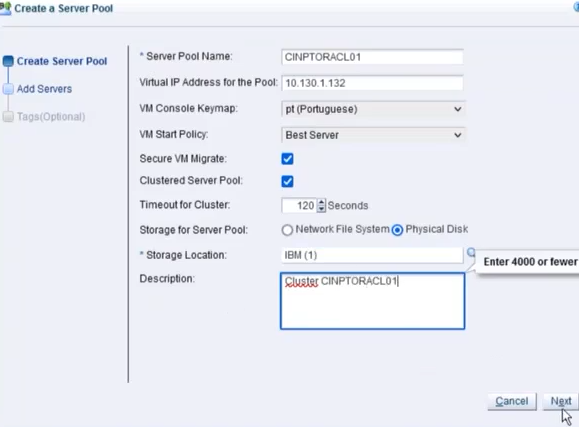 Create a Server Pool
Create Server Pool
Add Servers
Tags(Optional)
* Server Pool Name: CINPTORACL01
Virtual IP Address for the Pool: 10.130.1.132
VM Console Keymap: pt (Portuguese)
VM Start Policy: Best Server
Secure VM Migrate:
Clustered Server Pool:
Timeout for Cluster: 120 Seconds
Storage for Server Pool: Network File System Physical Disk
* Storage Location: IBM (1)
Enter 4000 or fewer
Description: Cluster CINPTORACL01
Cancel Next